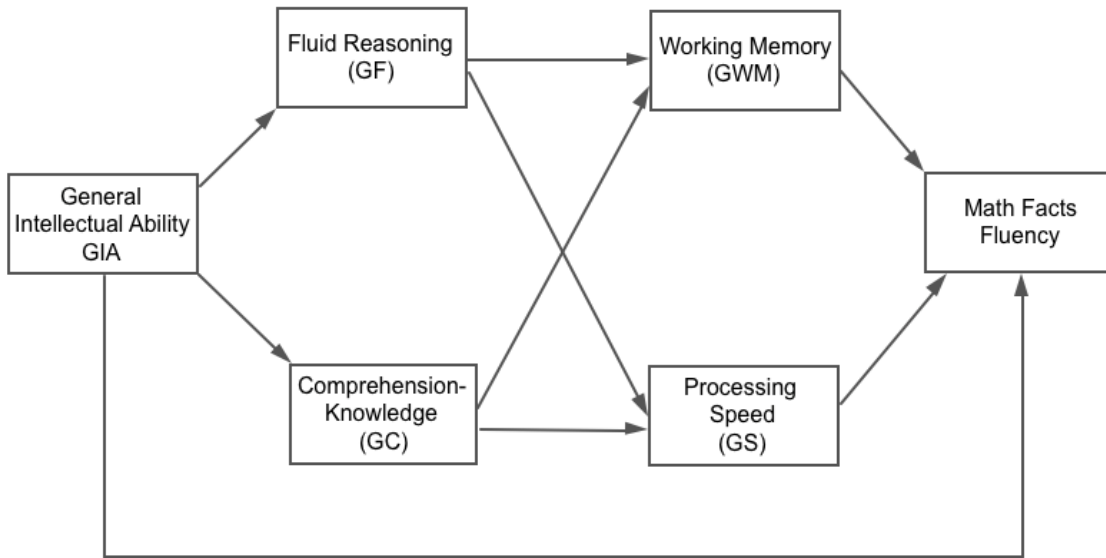 Fluid Reasoning
(GF)
Working Memory
(GWM)
General
Intellectual Ability
GIA
Math Facts
Fluency
Comprehension-
Knowledge
(GC)
Processing
Speed
(GS)